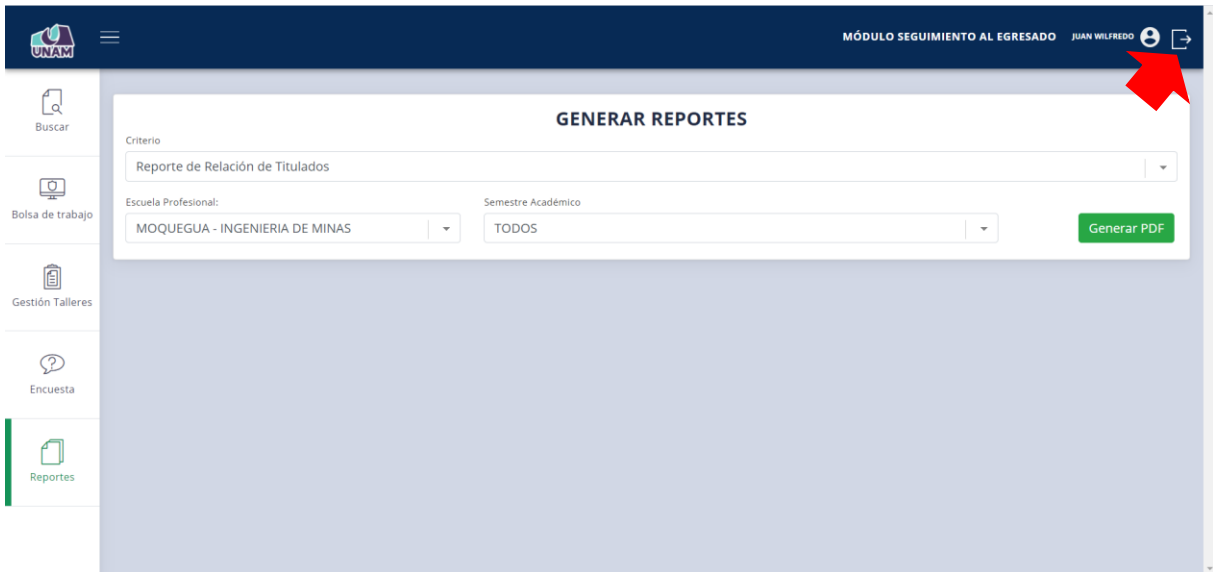 UNAM
MÓDULO SEGUIMIENTO AL EGRESADO JUAN WILFREDO
Buscar
Bolsa de trabajo
Gestión Talleres
Encuesta
Reportes
GENERAR REPORTES
Criterio
Reporte de Relación de Titulados
Escuela Profesional: Semestre Académico
MOQUEGUA - INGENIERIA DE MINAS TODOS Generar PDF